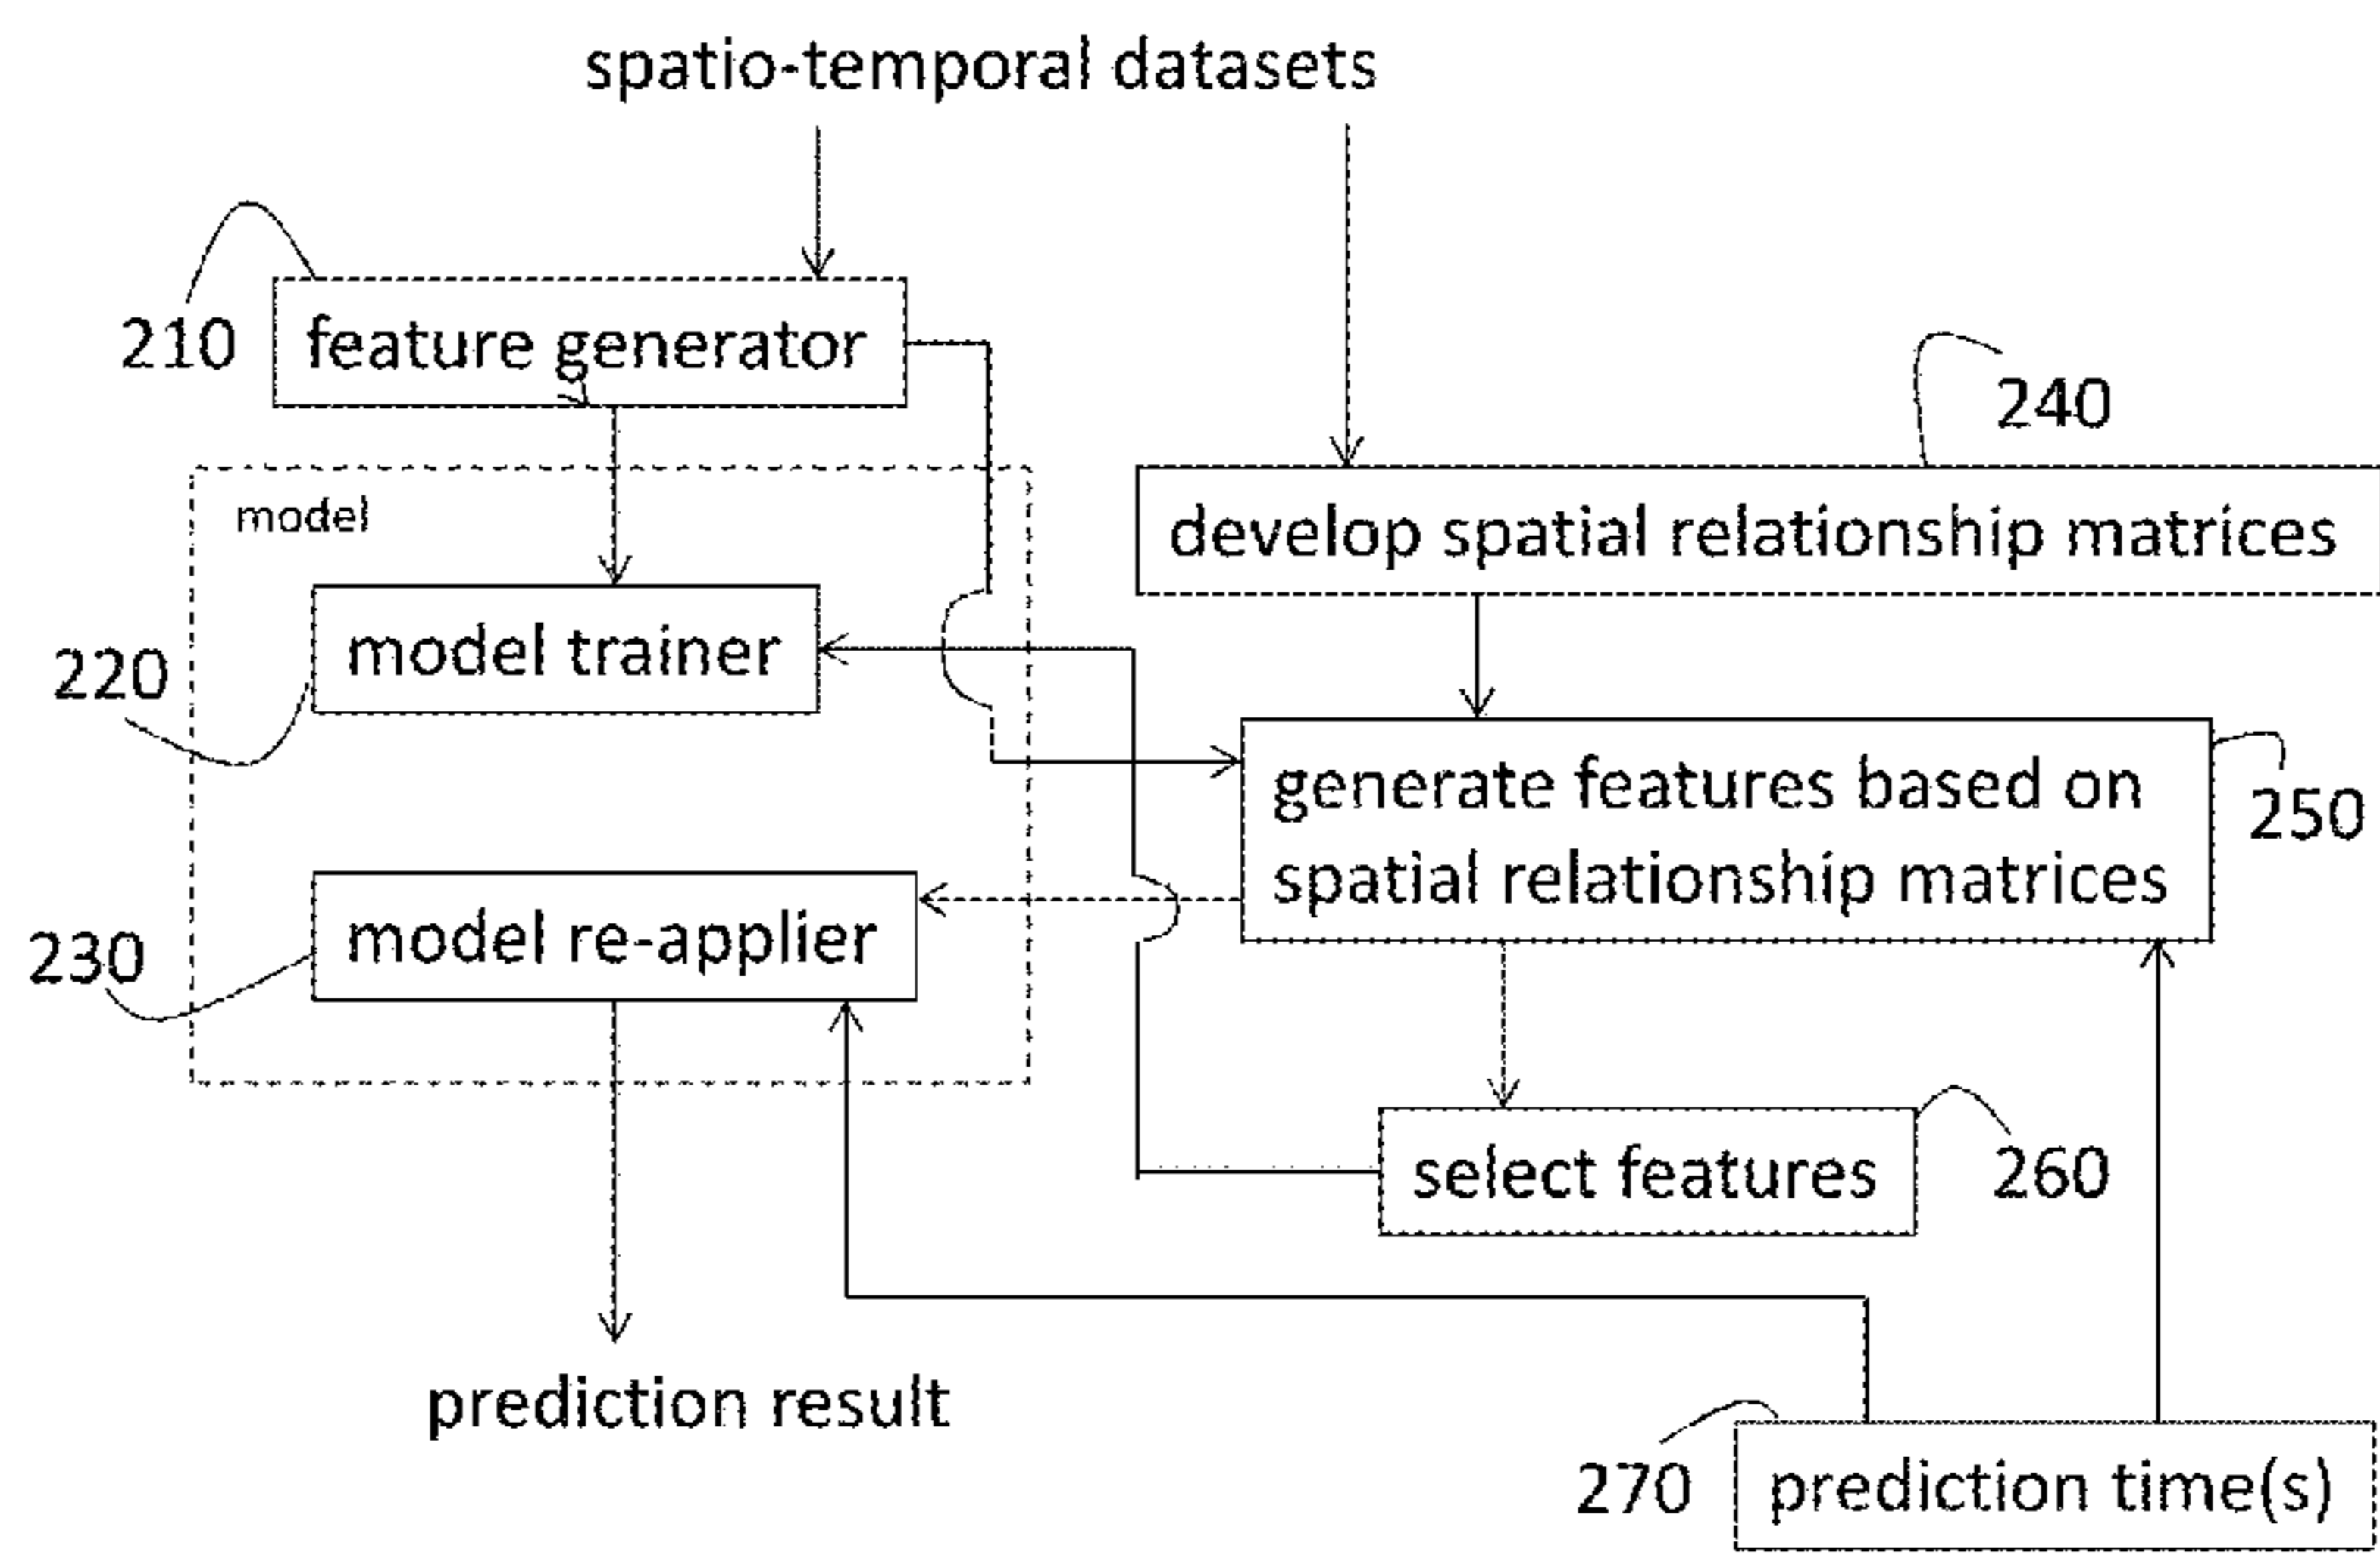 spatio-temporal datasets
210
feature generator
240
model
develop spatial relationship matrices
220
model trainer
generate features based on
spatial relationship matrices
250
230
model re-applier
select features
260
prediction result
270
prediction time(s)